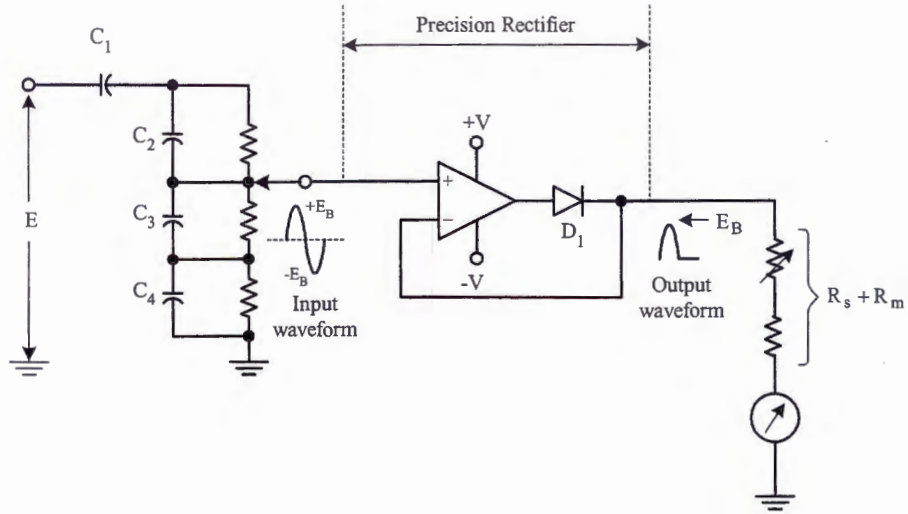 Precision Rectifier
C1
+V
C2
+
E
+EB
−
D1
EB
C3
-EB
-V
C4
Input
waveform
Output
waveform
Rs + Rm